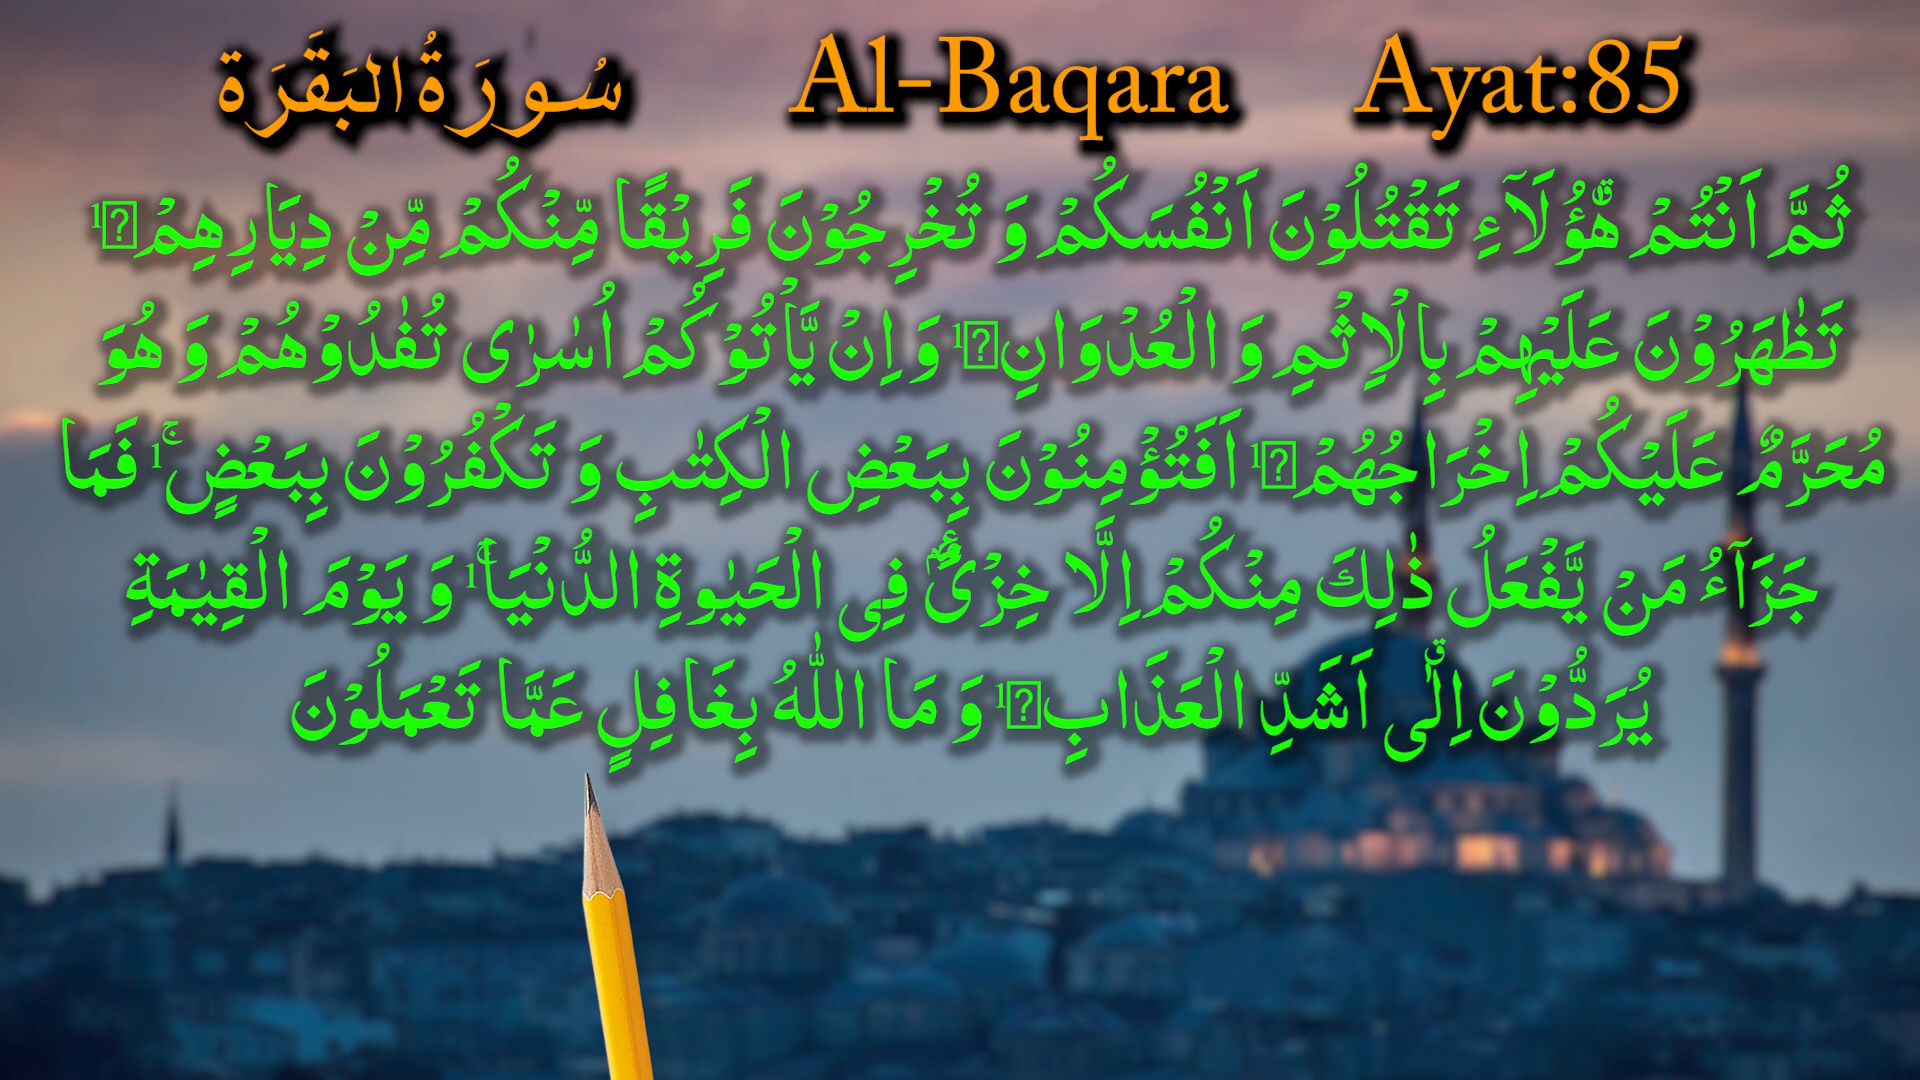 سُورَةُ البَقَرَة Al-Baqara Ayat:85
ثُمَّ اَنْتُمْ هٰۤؤُلَآءِ تَقْتُلُوْنَ اَنْفُسَكُمْ وَ تُخْرِجُوْنَ فَرِیْقًا مِّنْكُمْ مِّنْ دِیَارِهِمْ
تَظٰهَرُوْنَ عَلَیْهِمْ بِالْاِثْمِ وَ الْعُدْوَانِ وَ اِنْ یَّاْتُوْكُمْ اُسٰرٰى تُفٰدُوْهُمْ وَ هُوَ
مُحَرَّمٌ عَلَیْكُمْ اِخْرَاجُهُمْ اَفَتُؤْمِنُوْنَ بِبَعْضِ الْكِتٰبِ وَ تَكْفُرُوْنَ بِبَعْضٍۚ فَمَا
جَزَآءُ مَنْ یَّفْعَلُ ذٰلِكَ مِنْكُمْ اِلَّا خِزْیٌ فِی الْحَیٰوةِ الدُّنْیَاۚ وَ یَوْمَ الْقِیٰمَةِ
یُرَدُّوْنَ اِلٰۤى اَشَدِّ الْعَذَابِ وَ مَا اللّٰهُ بِغَافِلٍ عَمَّا تَعْمَلُوْنَ